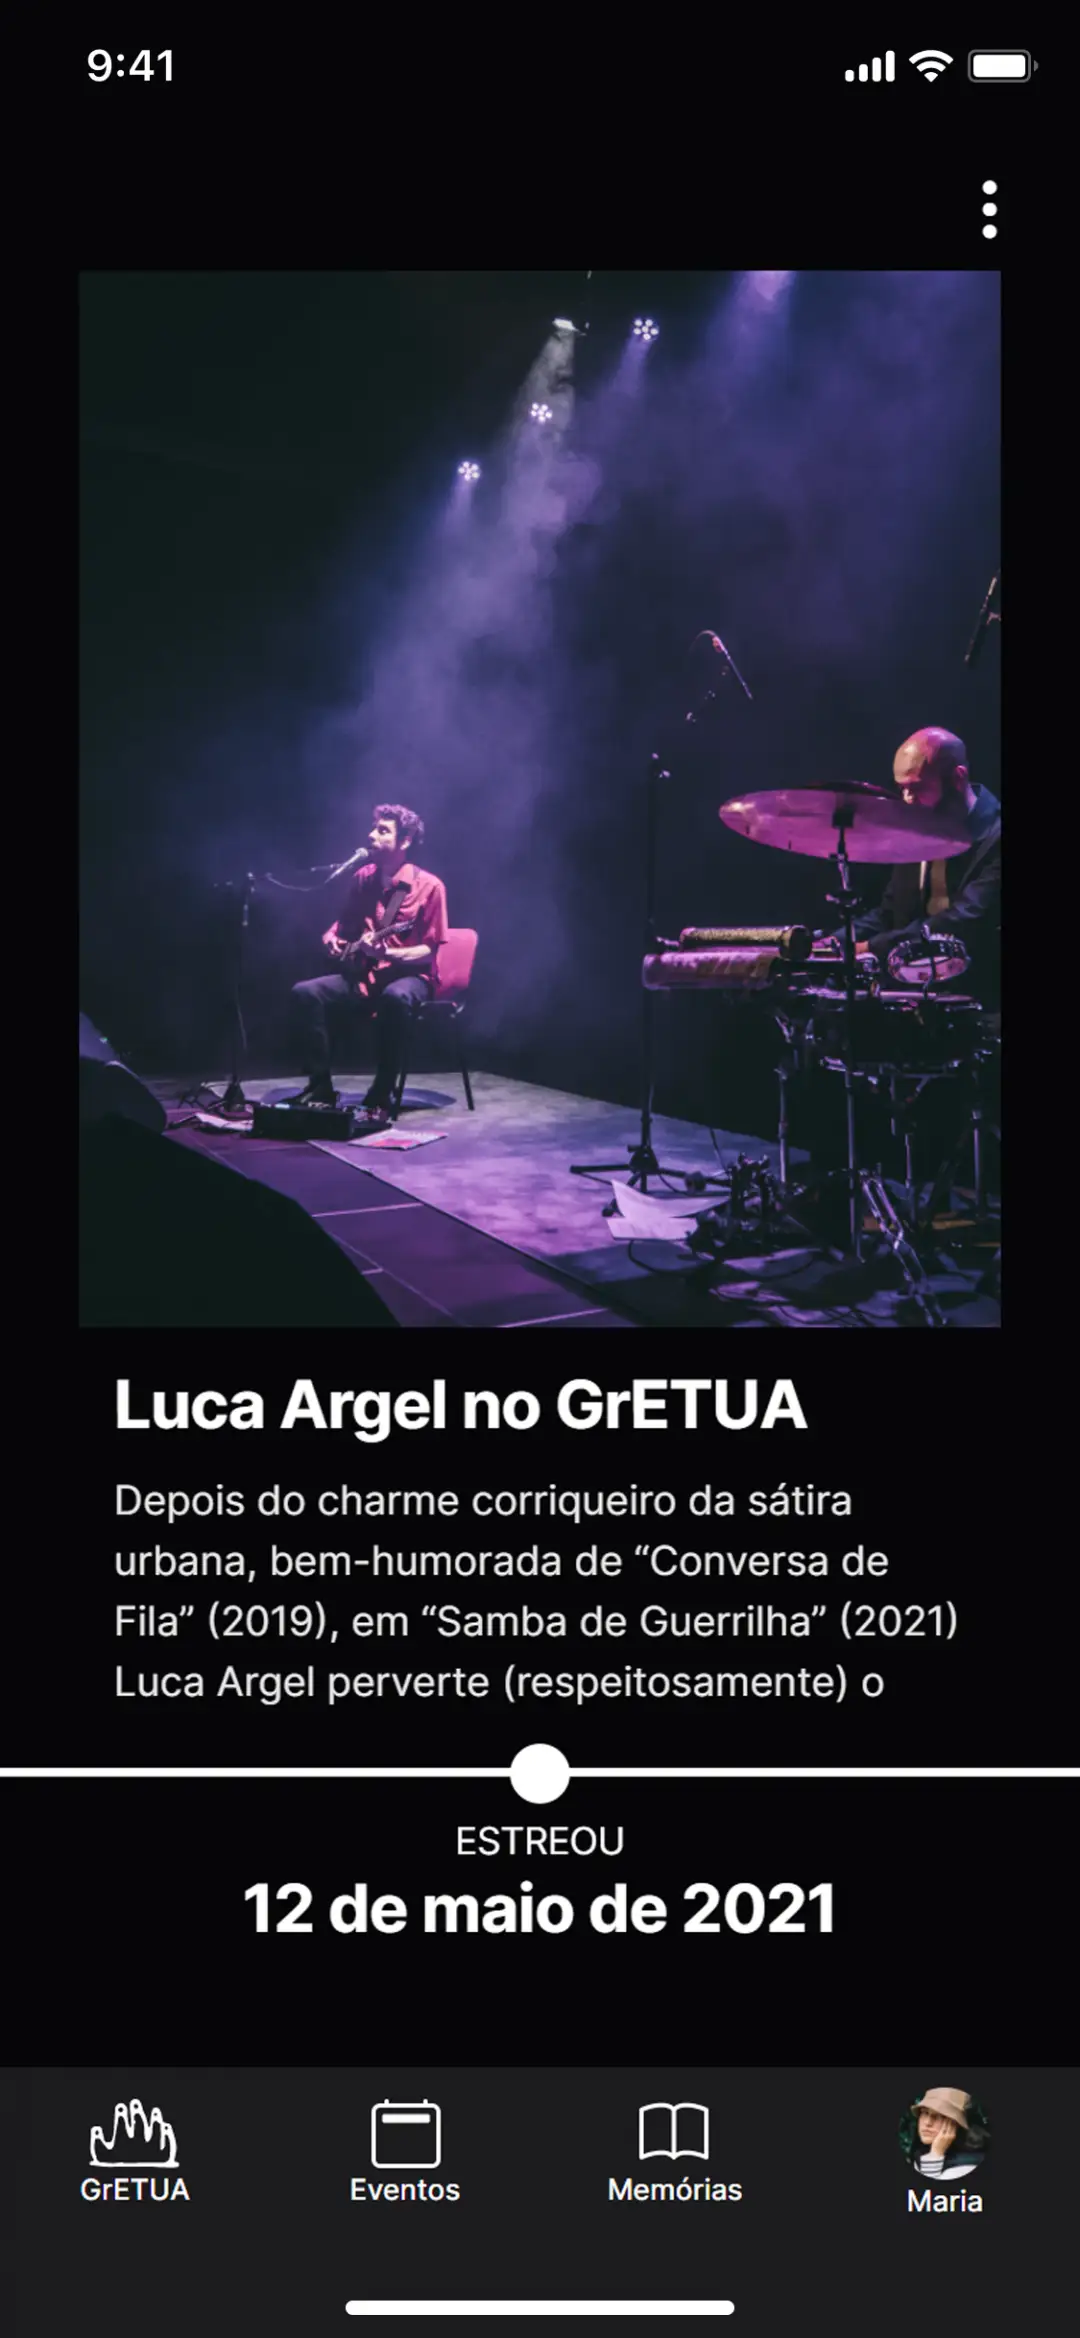 9:41
Luca Argel no GrETUA
Depois do charme corriqueiro da sátira
urbana, bem-humorada de “Conversa de
Fila” (2019), em “Samba de Guerrilha” (2021)
Luca Argel perverte (respeitosamente) o
ESTREOU
12 de maio de 2021
GrETUA
Eventos
Memórias
Maria